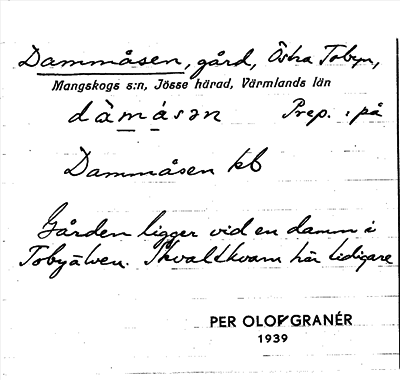 Dammåsen, gård, Östra Tobyn,
Mangskogs s:n, Jösse härad, Värmlands län
dàmásən Prep. : på
Dammåsen kb
Gården ligger vid en damm i
Tobyälven. Skvaltkvarn här tidigare
PER OLOF GRANÉR
1939